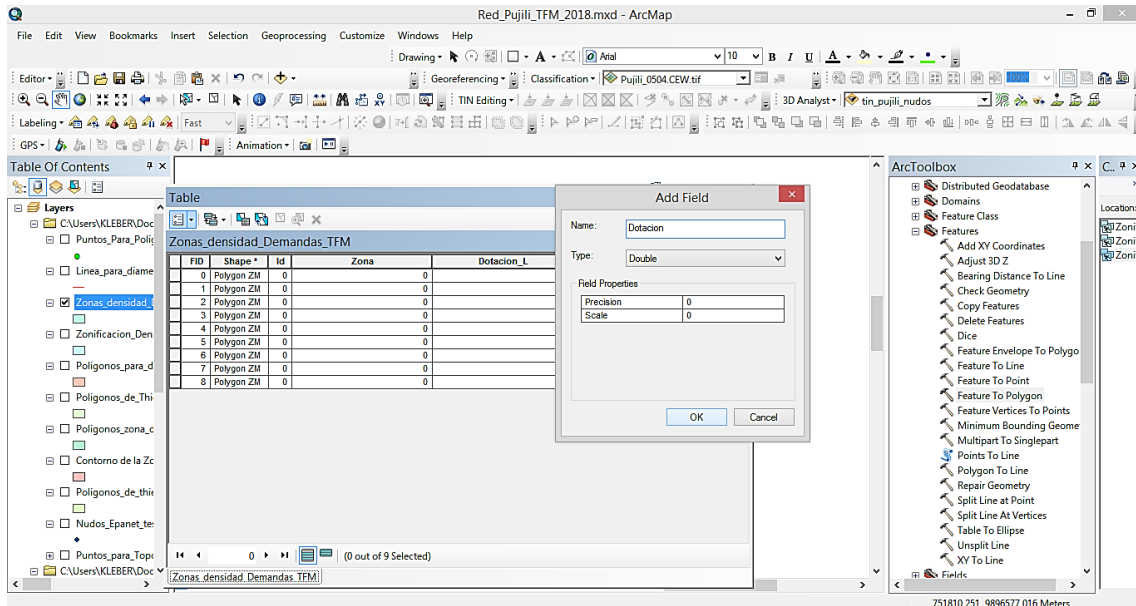 Red_Pujili_TFM_2018.mxd - ArcMap
File Edit View Bookmarks Insert Selection Geoprocessing Customize Windows Help
Drawing Arial 10 B I U A
Editor Georeferencing Classification Pujili_0504.CEW.tif
TIN Editing 3D Analyst tin_pujili_nudos
Labeling Fast
GPS Animation
Table Of Contents
Layers
C:\Users\KLEBER\Doc
Puntos_Para_Polig
Linea_para_diame
Zonas_densidad_
Zonificacion_Den
Poligonos_para_d
Poligonos_de_Thi
Poligonos_zona_c
Contorno de la Zo
Poligonos_de_thie
Nudos_Epanet_te
Puntos_para_Topo
C:\Users\KLEBER\Doc
Table
Zonas_densidad_Demandas_TFM
FID Shape * Id Zona Dotacion_L
0 Polygon ZM 0 0
1 Polygon ZM 0 0
2 Polygon ZM 0 0
3 Polygon ZM 0 0
4 Polygon ZM 0 0
5 Polygon ZM 0 0
6 Polygon ZM 0 0
7 Polygon ZM 0 0
8 Polygon ZM 0 0
0 (0 out of 9 Selected)
Zonas_densidad_Demandas_TFM
Add Field
Name: Dotacion
Type: Double
Field Properties
Precision 0
Scale 0
OK Cancel
ArcToolbox
Distributed Geodatabase
Domains
Feature Class
Features
Add XY Coordinates
Adjust 3D Z
Bearing Distance To Line
Check Geometry
Copy Features
Delete Features
Dice
Feature Envelope To Polygo
Feature To Line
Feature To Point
Feature To Polygon
Feature Vertices To Points
Minimum Bounding Geome
Multipart To Singlepart
Points To Line
Polygon To Line
Repair Geometry
Split Line at Point
Split Line At Vertices
Table To Ellipse
Unsplit Line
XY To Line
Fields
C..
Location:
Zoni
Zoni
Zoni
751810.251 9896577.016 Meters